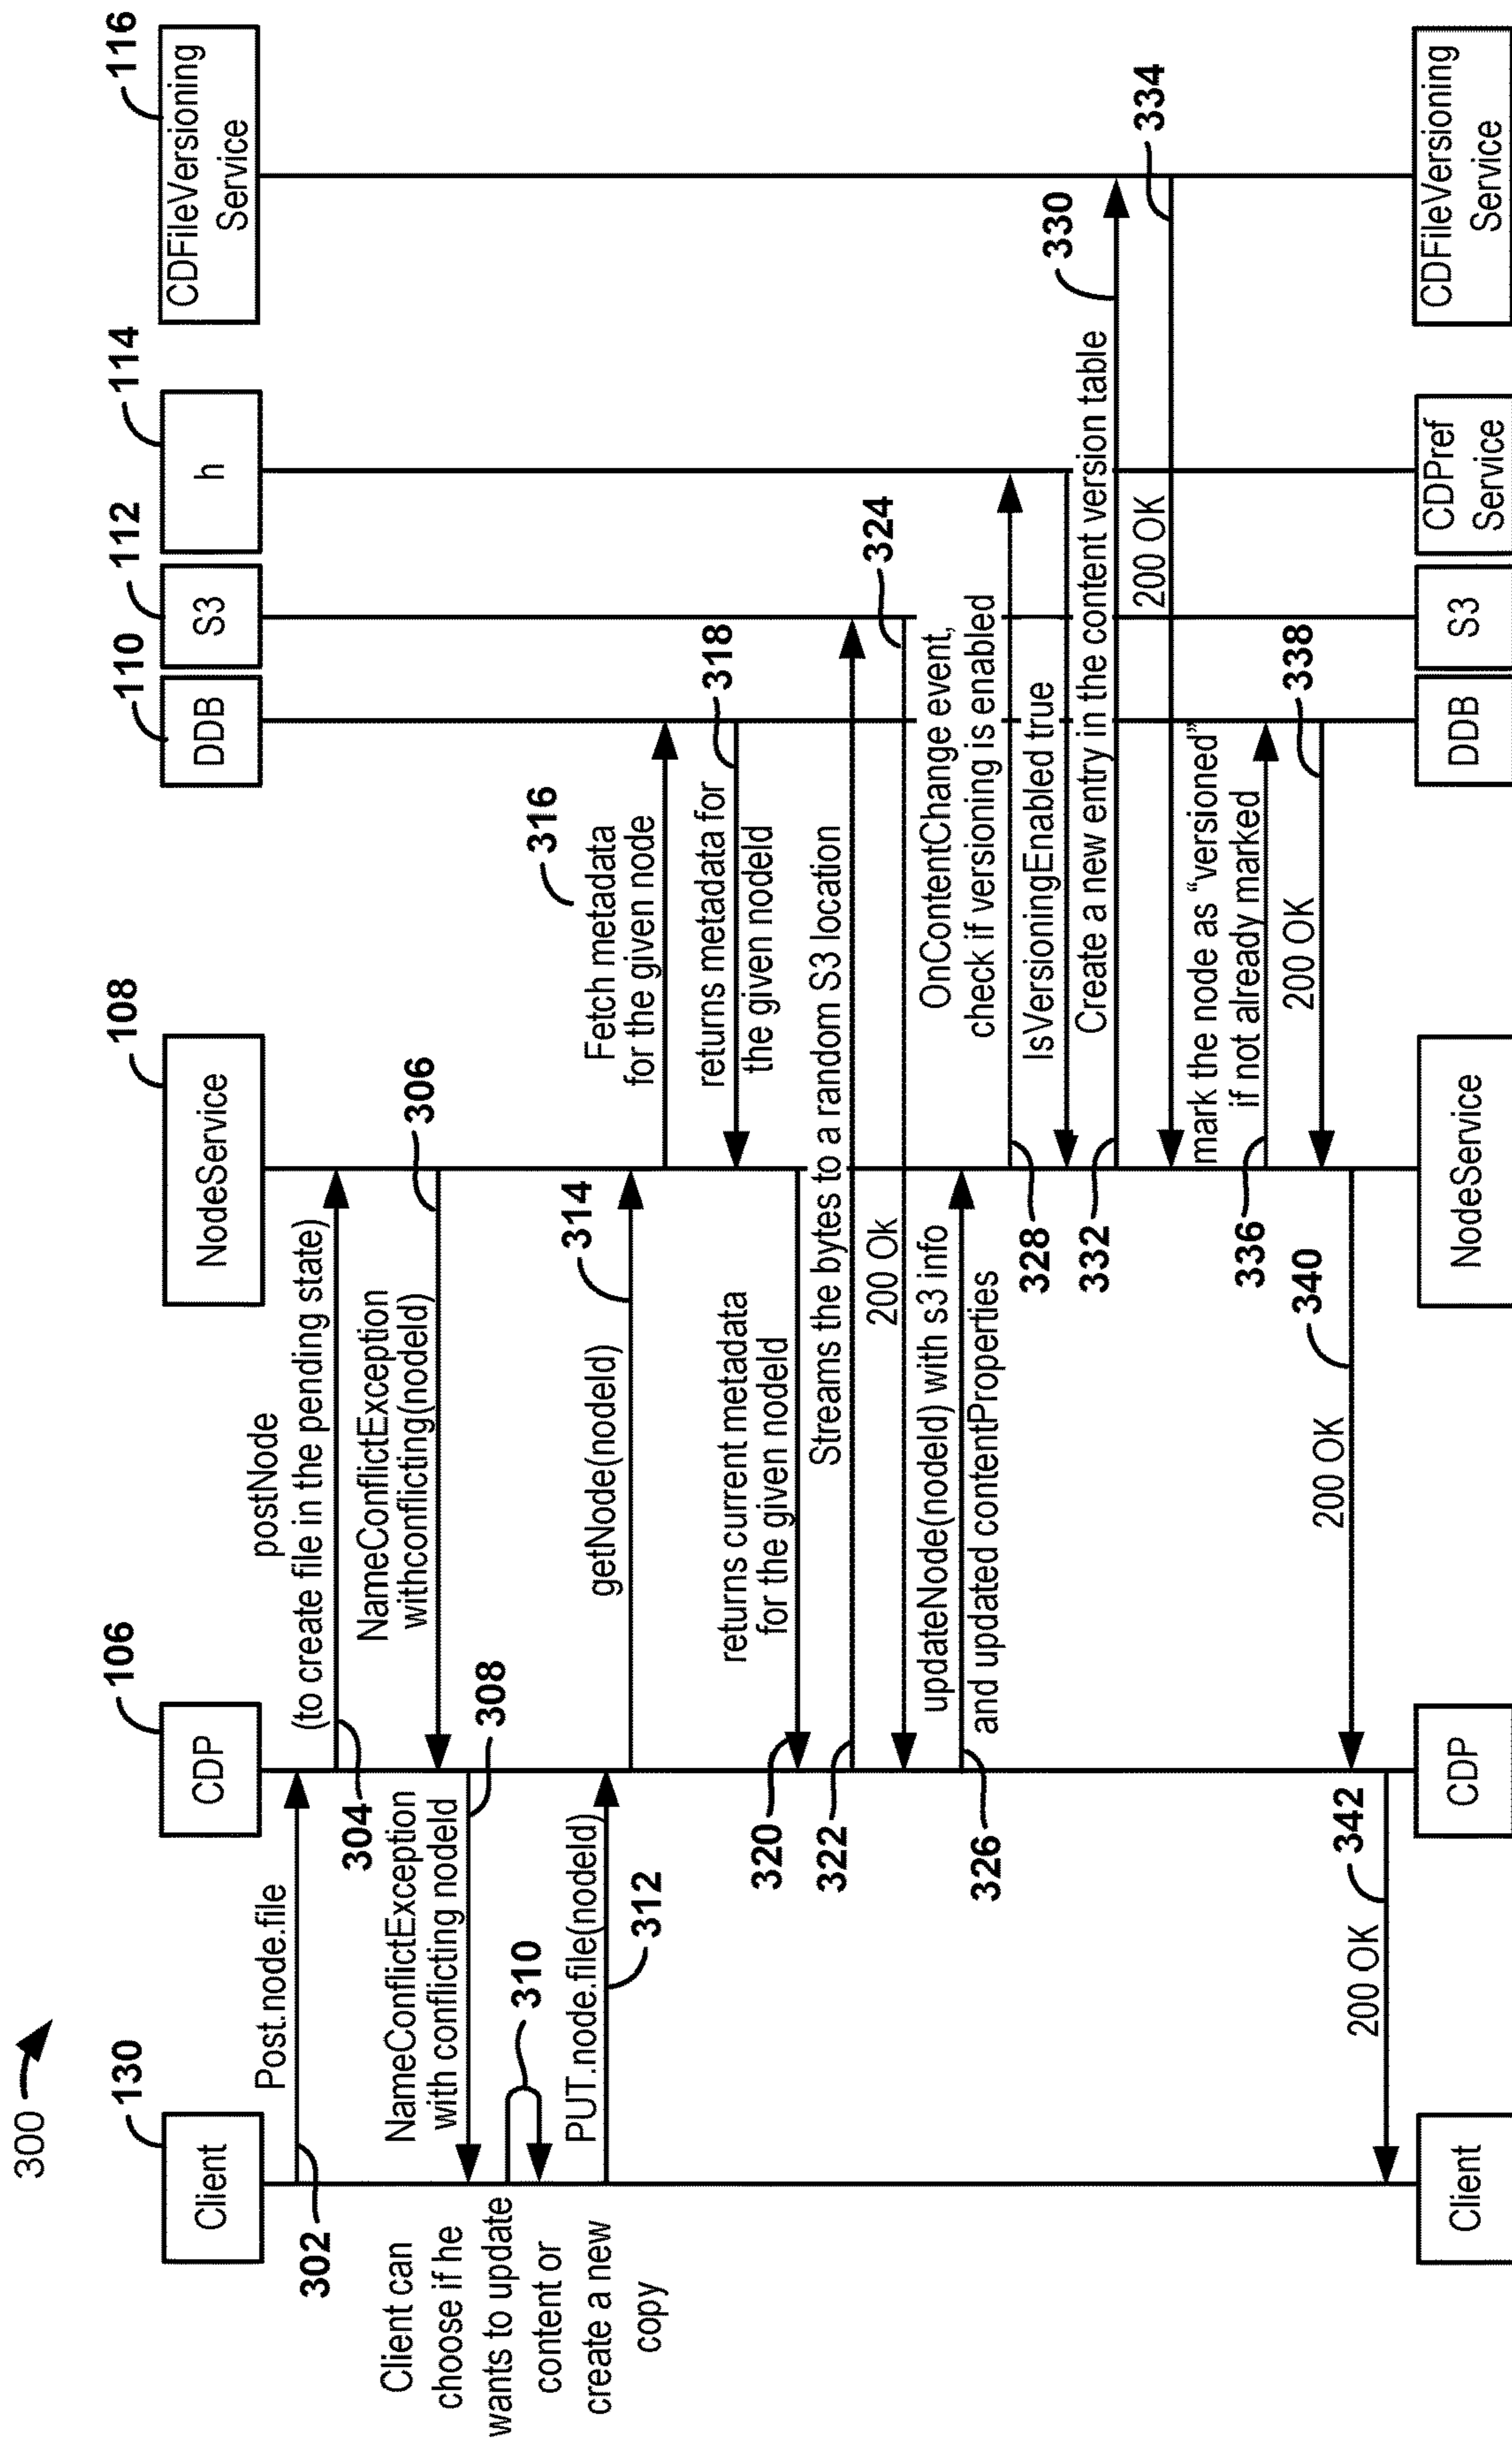 300
130
Client
106
CDP
108
NodeService
110
DDB
112
S3
114
h
116
CDFileVersioning
Service
Post.node.file
302
postNode
(to create file in the pending state)
304
NameConflictException
withconflicting(nodeId)
306
NameConflictException
with conflicting nodeId
308
Client can
choose if he
wants to update
content or
create a new
copy
310
PUT.node.file(nodeId)
312
getNode(nodeId)
314
Fetch metadata
for the given node
316
returns metadata for
the given nodeId
318
returns current metadata
for the given nodeId
320
Streams the bytes to a random S3 location
322
200 Ok
324
updateNode(nodeId) with s3 info
and updated contentProperties
326
OnContentChange event,
check if versioning is enabled
328
IsVersioningEnabled true
330
Create a new entry in the content version table
332
200 OK
334
mark the node as “versioned”
if not already marked
336
200 OK
338
200 OK
340
200 OK
342
Client
CDP
NodeService
DDB
S3
CDPref
Service
CDFileVersioning
Service